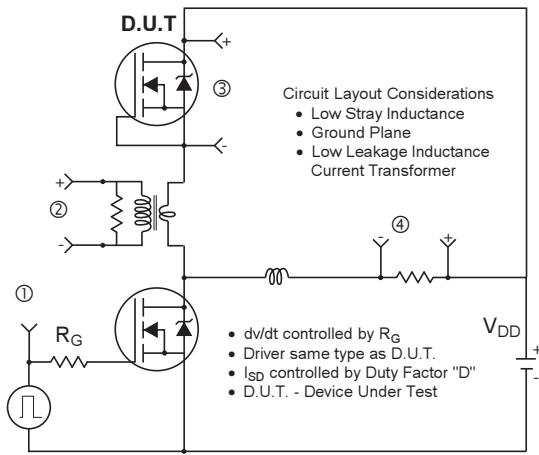 D.U.T
+
③
-
Circuit Layout Considerations
• Low Stray Inductance
• Ground Plane
• Low Leakage Inductance
Current Transformer
+
②
-
④
-
+
①
RG
VDD
+
-
• dv/dt controlled by RG
• Driver same type as D.U.T.
• ISD controlled by Duty Factor "D"
• D.U.T. - Device Under Test